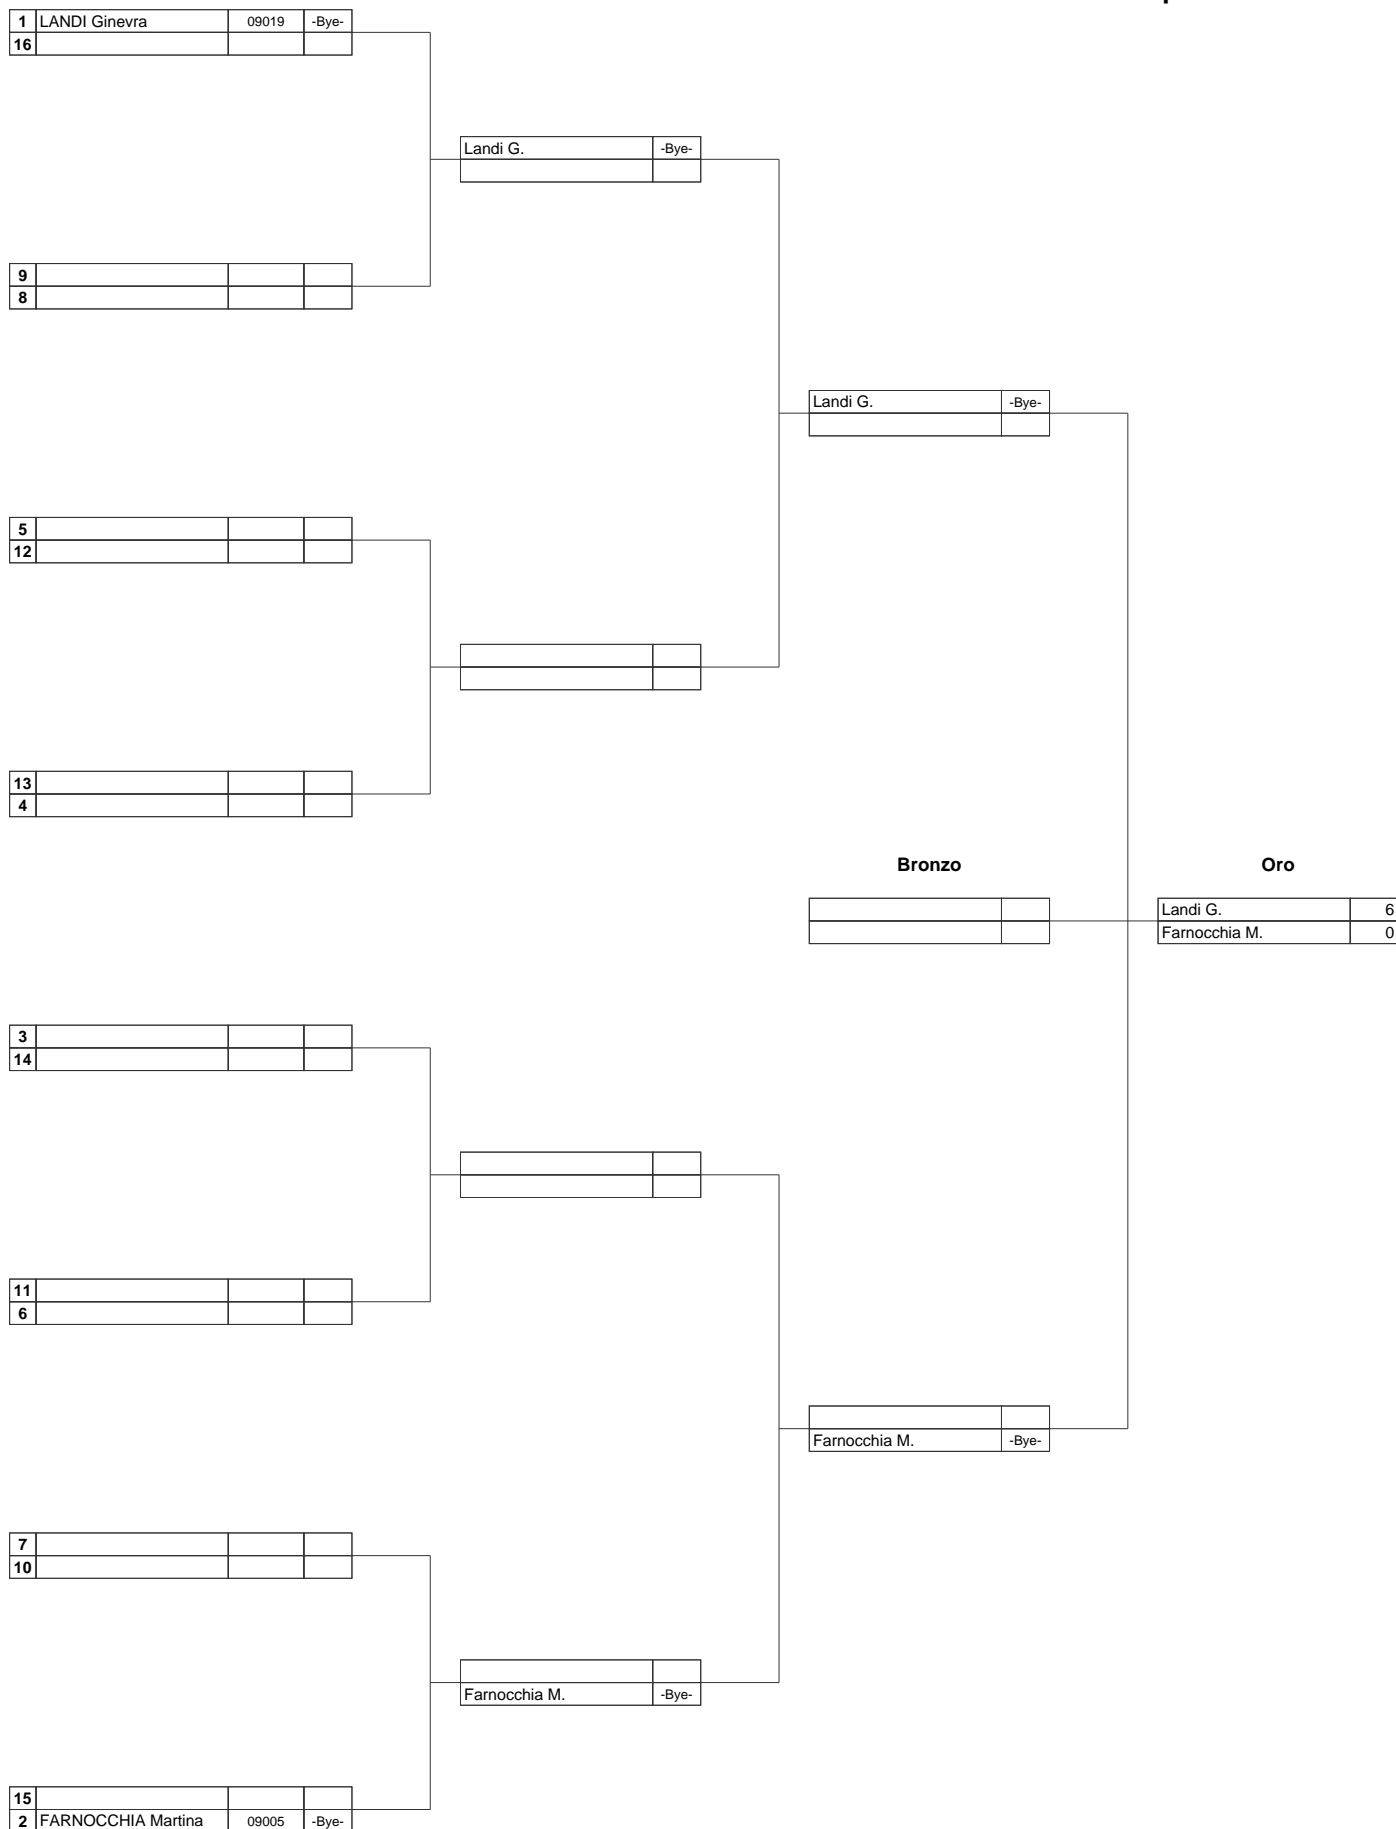 1 LANDI Ginevra 09019 -Bye-
16
Landi G. -Bye-
9
8
Landi G. -Bye-
5
12
13
4
Bronzo Oro
Landi G. 6
Farnocchia M. 0
3
14
11
6
Farnocchia M. -Bye-
7
10
Farnocchia M. -Bye-
15
2 FARNOCCHIA Martina 09005 -Bye-